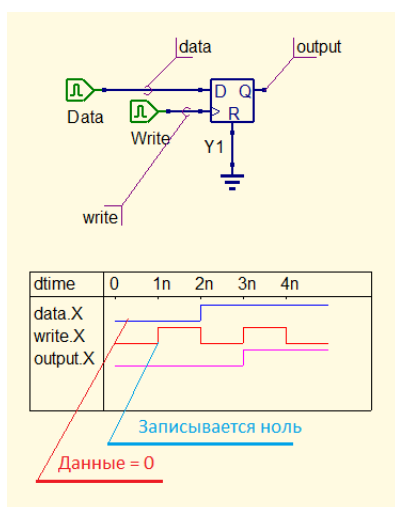 data output
D Q
Data
R
Write Y1
write
dtime 0 1n 2n 3n 4n
data.X
write.X
output.X
Записывается ноль
Данные = 0